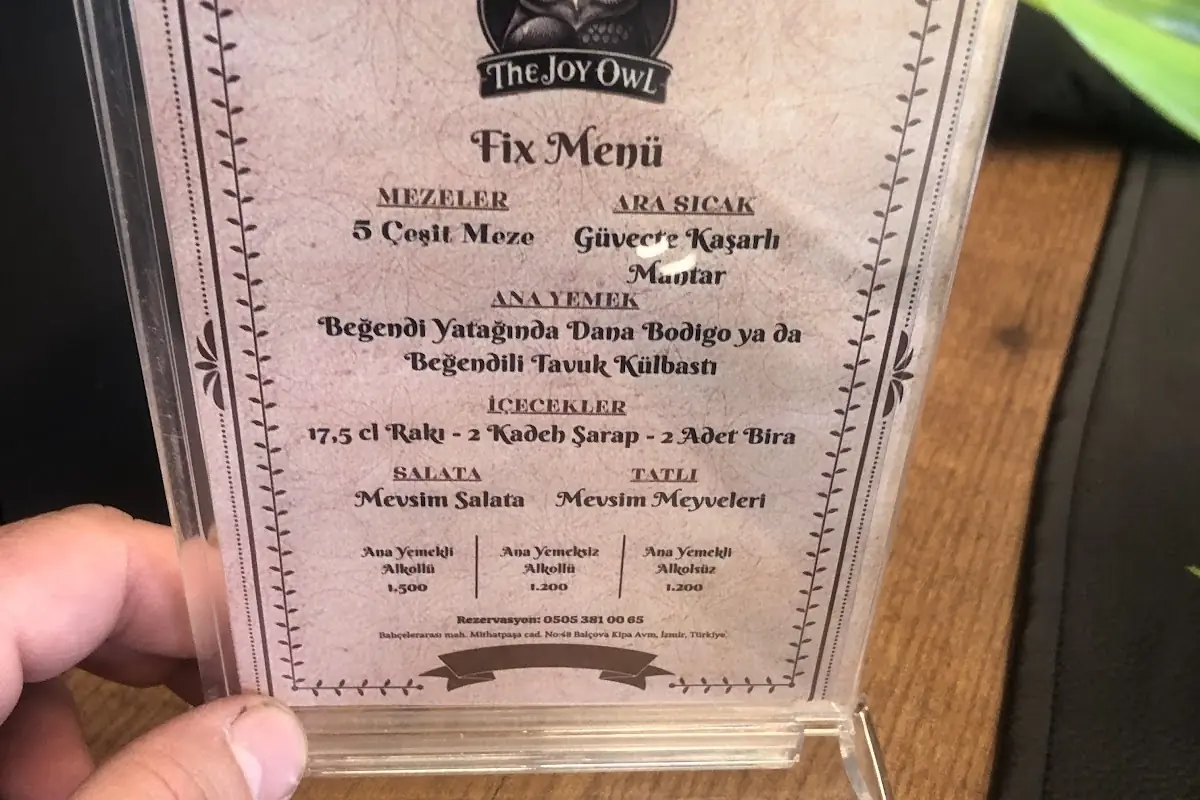 The Joy Owl
Fix Menü
MEZELER
5 Çeşit Meze
ARA SICAK
Güveçte Kaşarlı
Mantar
ANA YEMEK
Beğendi Yatağında Dana Bodigo ya da
Beğendili Tavuk Külbastı
İÇECEKLER
17,5 cl Rakı - 2 Kadeh Şarap - 2 Adet Bira
SALATA
Mevsim Salata
TATLI
Mevsim Meyveleri
Ana Yemekli
Alkollü
1.500
Ana Yemeksiz
Alkollü
1.200
Ana Yemekli
Alkolsüz
1.200
Rezervasyon: 0505 381 00 65
Bahçelerarası mah. Mithatpaşa cad. No:48 Balçova Kipa Avm, İzmir, Türkiye